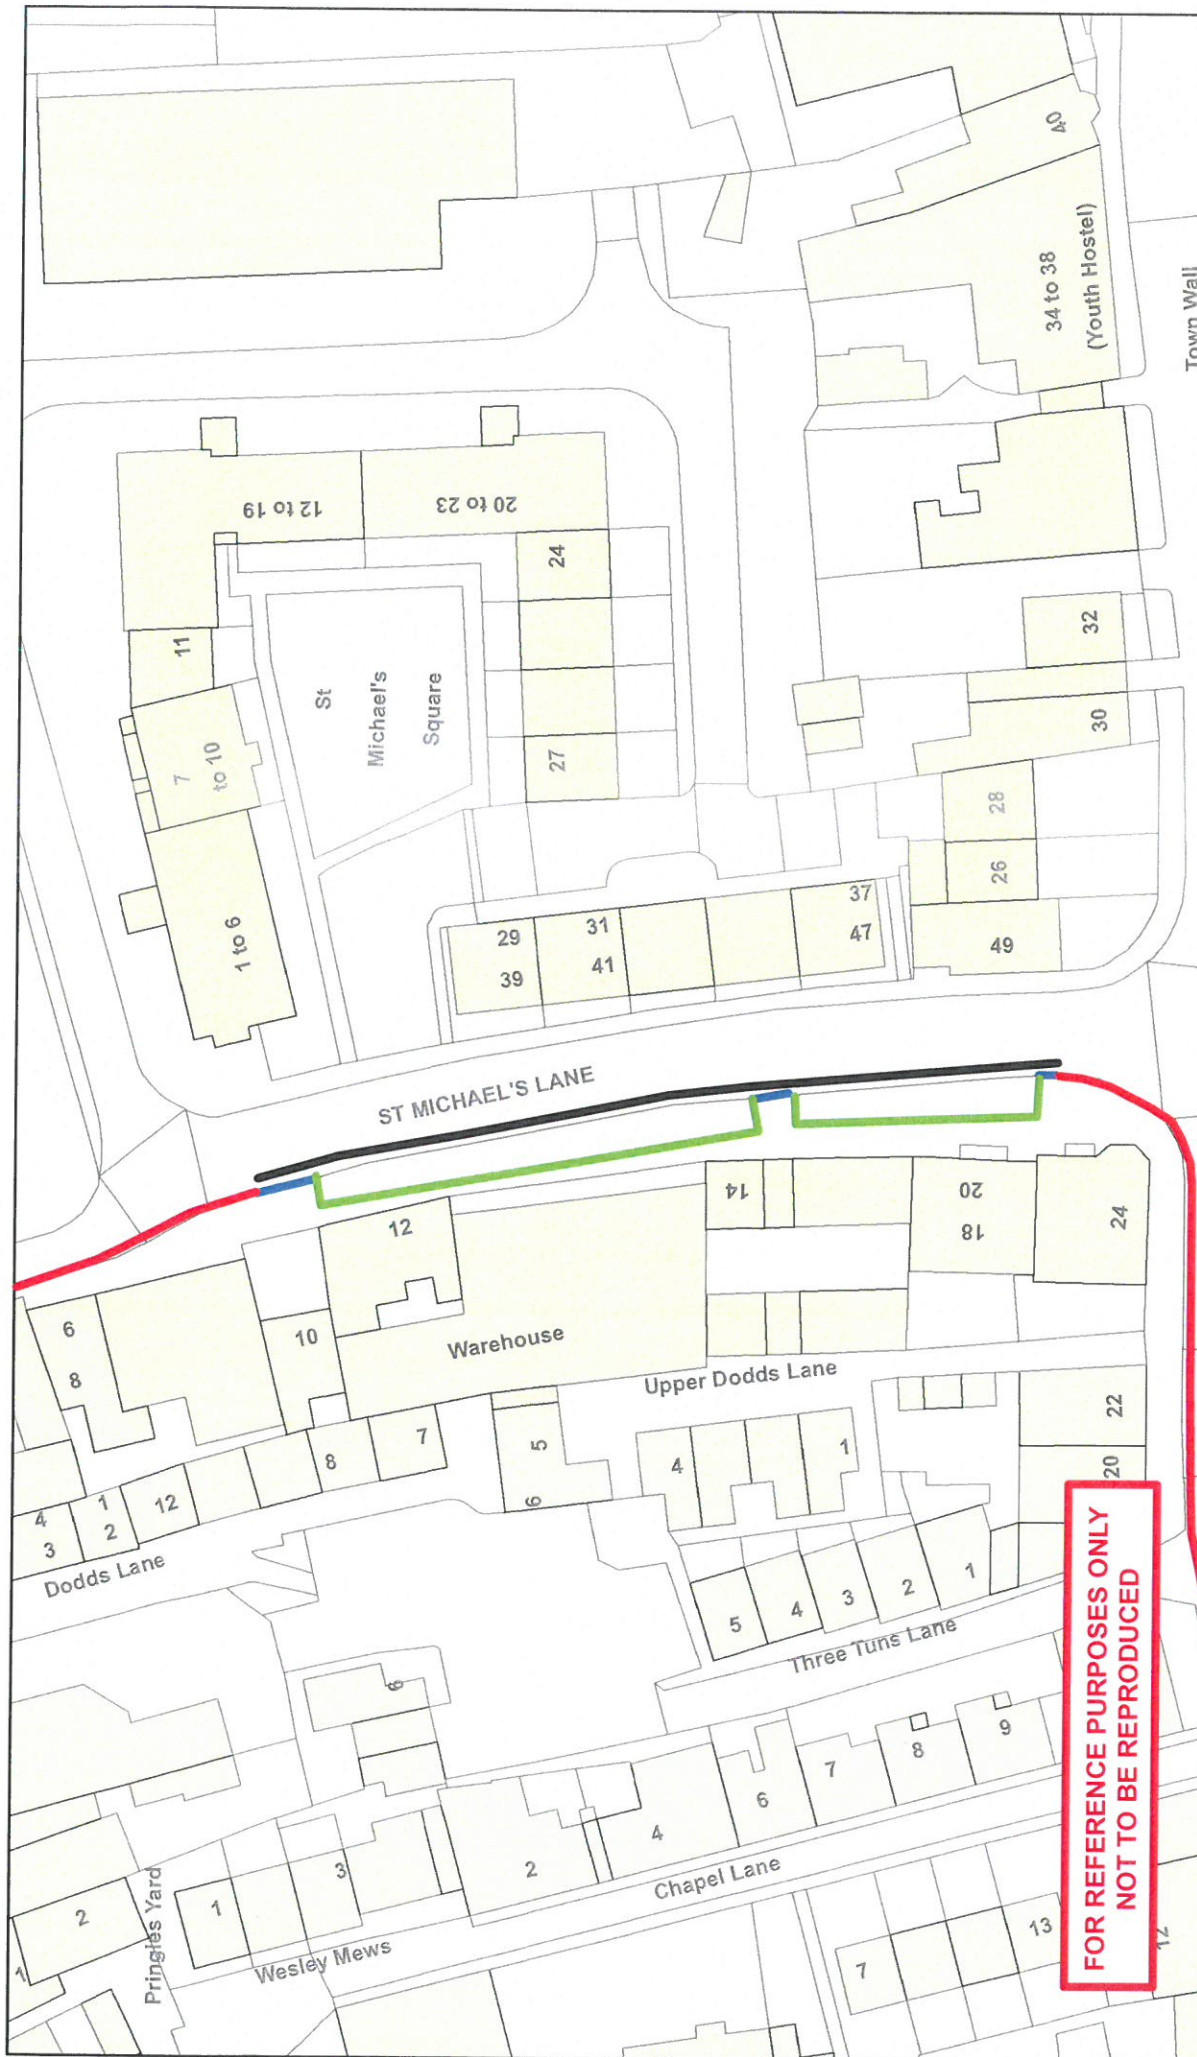 40
34 to 38
(Youth Hostel)
Town Wall
12 to 19
20 to 23
24
11
7
to 10
St
Michael's
Square
27
32
30
28
26
1 to 6
29
39
31
41
37
47
49
ST MICHAEL'S LANE
12
14
20
18
24
6
8
10
Warehouse
Upper Dodds Lane
7
8
5
6
4
1
22
20
4
3
1
2
12
Dodds Lane
5
4
3
2
1
Three Tuns Lane
6
9
8
7
6
4
2
Chapel Lane
3
1
2
1
Pringles Yard
Wesley Mews
7
13
12
FOR REFERENCE PURPOSES ONLY
NOT TO BE REPRODUCED